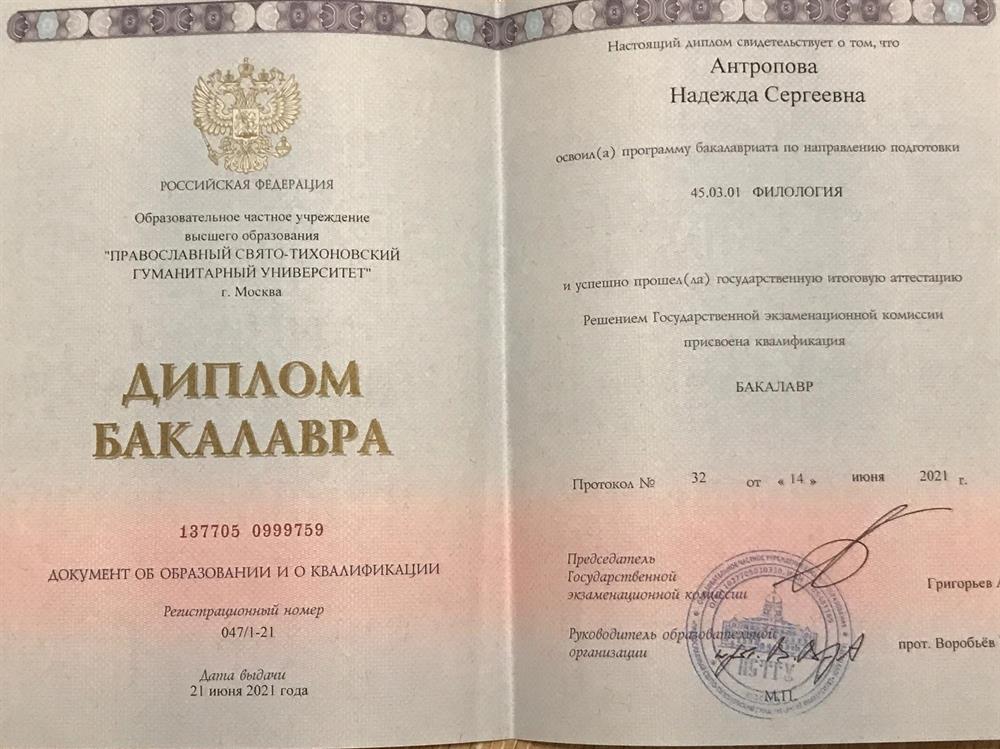 РОССИЙСКАЯ ФЕДЕРАЦИЯ
Образовательное частное учреждение
высшего образования
"ПРАВОСЛАВНЫЙ СВЯТО-ТИХОНОВСКИЙ
ГУМАНИТАРНЫЙ УНИВЕРСИТЕТ"
г. Москва
ДИПЛОМ
БАКАЛАВРА
137705 0999759
ДОКУМЕНТ ОБ ОБРАЗОВАНИИ И О КВАЛИФИКАЦИИ
Регистрационный номер
047/1-21
Дата выдачи
21 июня 2021 года
Настоящий диплом свидетельствует о том, что
Антропова
Надежда Сергеевна
освоил(а) программу бакалавриата по направлению подготовки
45.03.01 ФИЛОЛОГИЯ
и успешно прошел(ла) государственную итоговую аттестацию
Решением Государственной экзаменационной комиссии
присвоена квалификация
БАКАЛАВР
Протокол № 32 от « 14 » июня 2021 г.
Председатель
Государственной
экзаменационной комиссии
Григорьев А
Руководитель образовательной
организации
прот. Воробьёв
М.П.